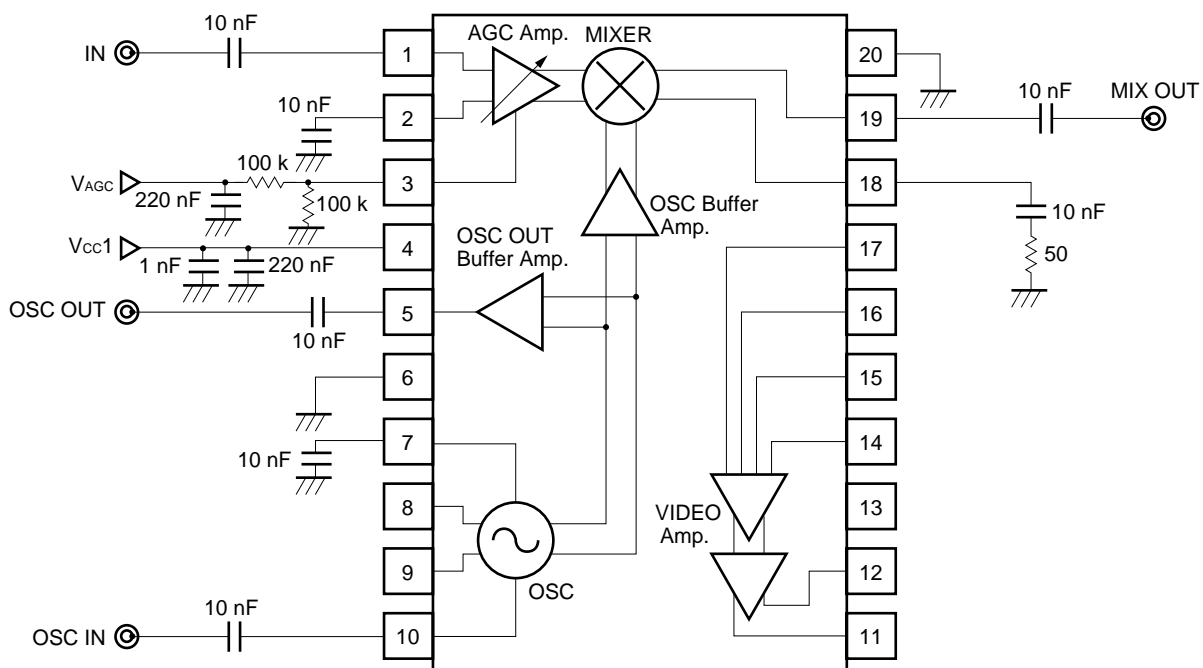 10 nF
IN
1
AGC Amp.
MIXER
20
10 nF
MIX OUT
10 nF
2
19
VAGC
100 k
3
18
220 nF
100 k
OSC Buffer
Amp.
10 nF
VCC1
4
OSC OUT
Buffer Amp.
17
50
1 nF
220 nF
OSC OUT
5
16
10 nF
6
15
7
14
10 nF
8
VIDEO
Amp.
13
9
OSC
12
10 nF
OSC IN
10
11